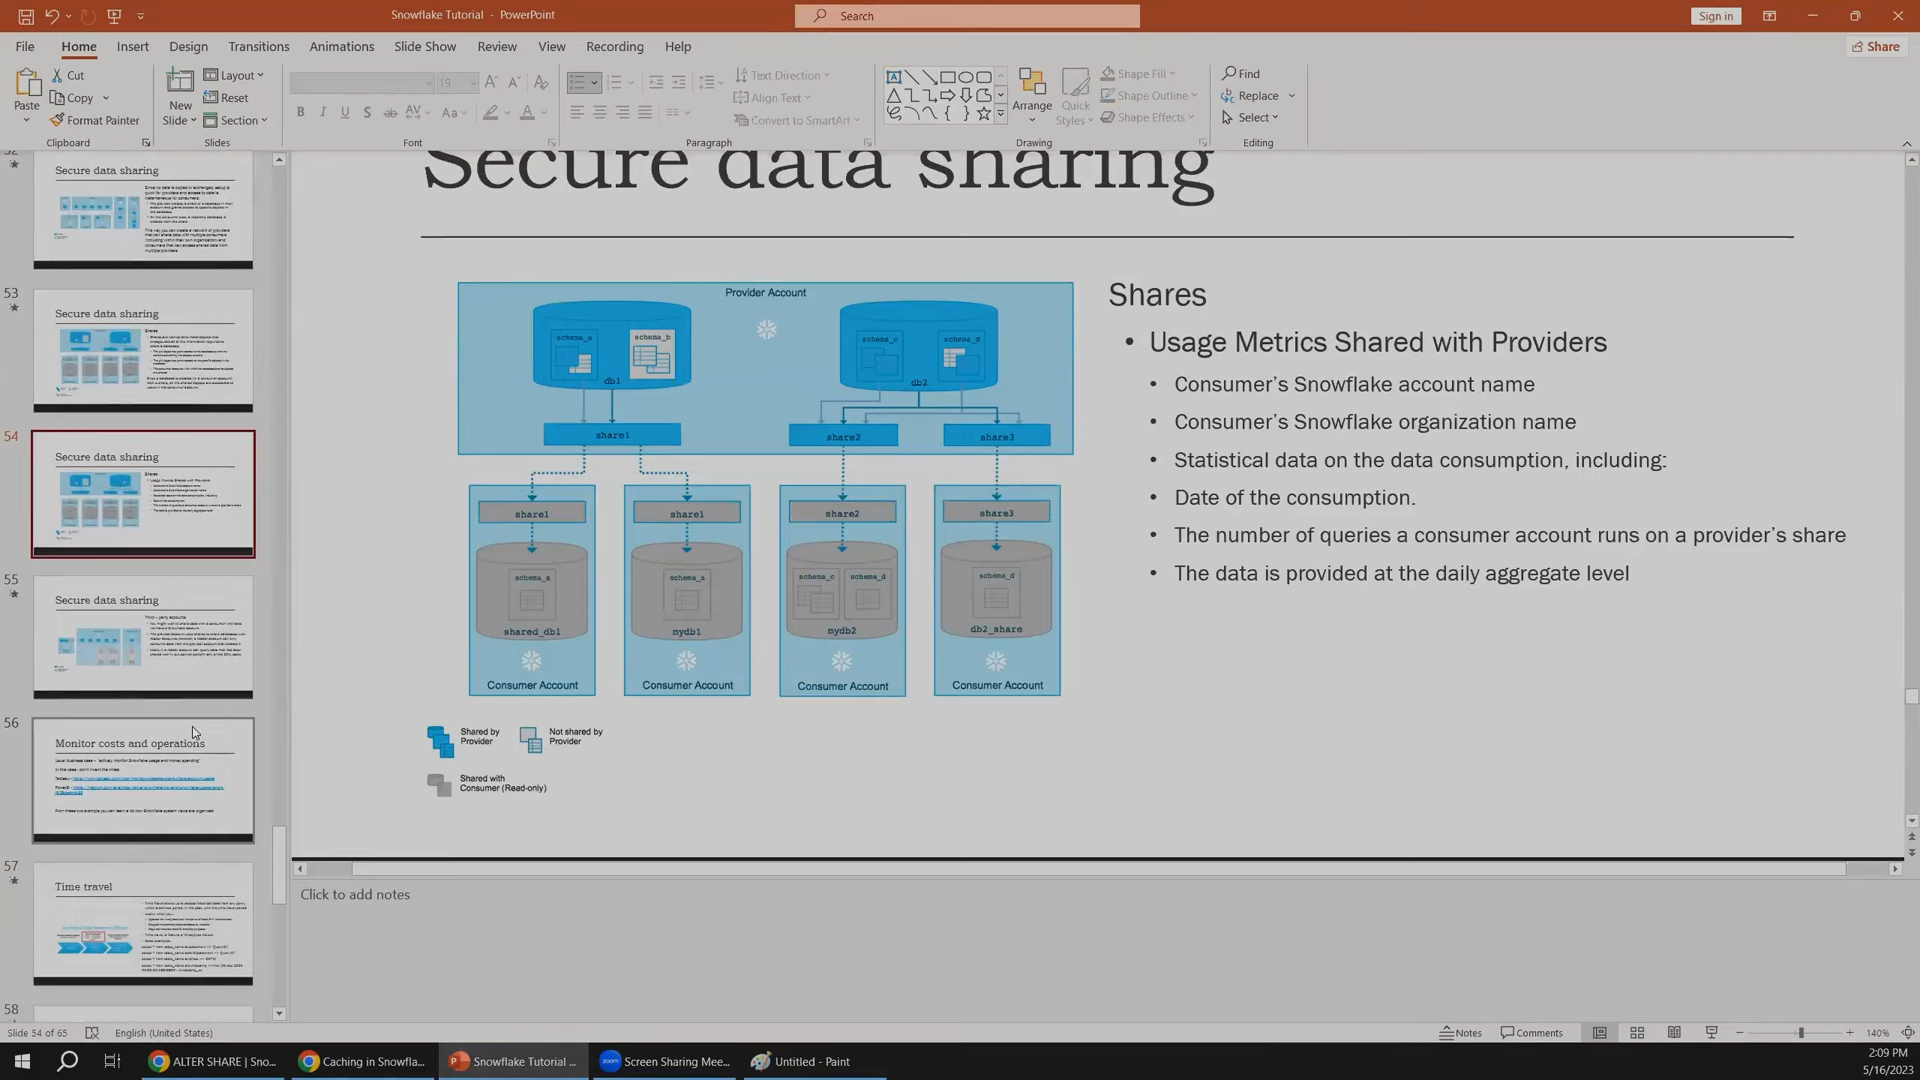 Snowflake Tutorial - PowerPoint
Search
Sign in
File
Home
Insert
Design
Transitions
Animations
Slide Show
Review
View
Recording
Help
Share
Paste
Cut
Copy
Format Painter
Clipboard
New
Slide
Layout
Reset
Section
Slides
19
Font
Text Direction
Align Text
Convert to SmartArt
Paragraph
Arrange
Quick
Styles
Shape Fill
Shape Outline
Shape Effects
Drawing
Find
Replace
Select
Editing
Secure data sharing
53
Secure data sharing
54
Secure data sharing
55
Secure data sharing
56
Monitor costs and operations
57
Time travel
58
Secure data sharing
Provider Account
schema_a
schema_b
db1
schema_c
schema_d
db2
share1
share2
share3
share1
share1
share2
share3
schema_a
schema_a
schema_c
schema_d
schema_d
shared_db1
mydb1
mydb2
db2_share
Consumer Account
Consumer Account
Consumer Account
Consumer Account
Shared by
Provider
Not shared by
Provider
Shared with
Consumer (Read-only)
Shares
• Usage Metrics Shared with Providers
• Consumer's Snowflake account name
• Consumer's Snowflake organization name
• Statistical data on the data consumption, including:
• Date of the consumption.
• The number of queries a consumer account runs on a provider's share
• The data is provided at the daily aggregate level
Click to add notes
Slide 54 of 65
English (United States)
Notes
Comments
140%
ALTER SHARE | Sno...
Caching in Snowfla...
Snowflake Tutorial ...
Screen Sharing Mee...
Untitled - Paint
2:09 PM
5/16/2023